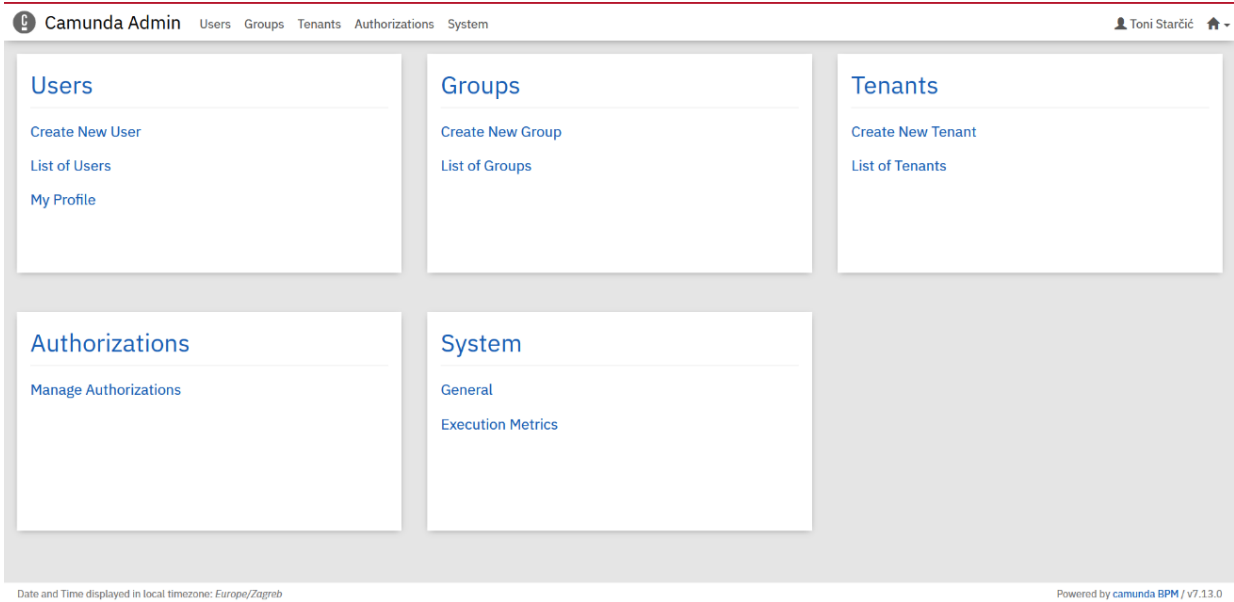 Camunda Admin Users Groups Tenants Authorizations System Toni Starčić
Users
Create New User
List of Users
My Profile
Groups
Create New Group
List of Groups
Tenants
Create New Tenant
List of Tenants
Authorizations
Manage Authorizations
System
General
Execution Metrics
Date and Time displayed in local timezone: Europe/Zagreb
Powered by camunda BPM / v7.13.0